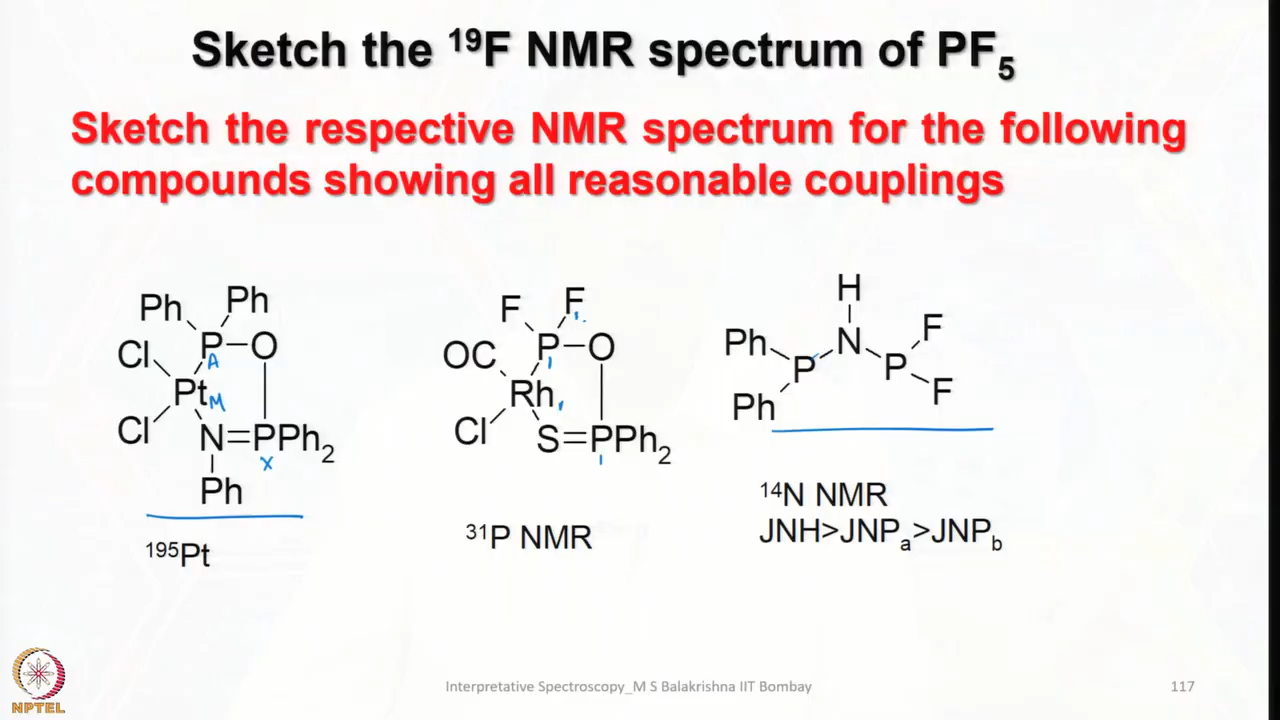 Sketch the ¹⁹F NMR spectrum of PF₅
Sketch the respective NMR spectrum for the following
compounds showing all reasonable couplings
Ph Ph
Cl P–O
A
Pt
M
Cl N=PPh₂
X
Ph
¹⁹⁵Pt
F F
OC P–O
Rh
Cl S=PPh₂
³¹P NMR
H
Ph N F
P P
Ph F
¹⁴N NMR
JNH>JNPₐ>JNP_b
NPTEL
Interpretative Spectroscopy_M S Balakrishna IIT Bombay
117